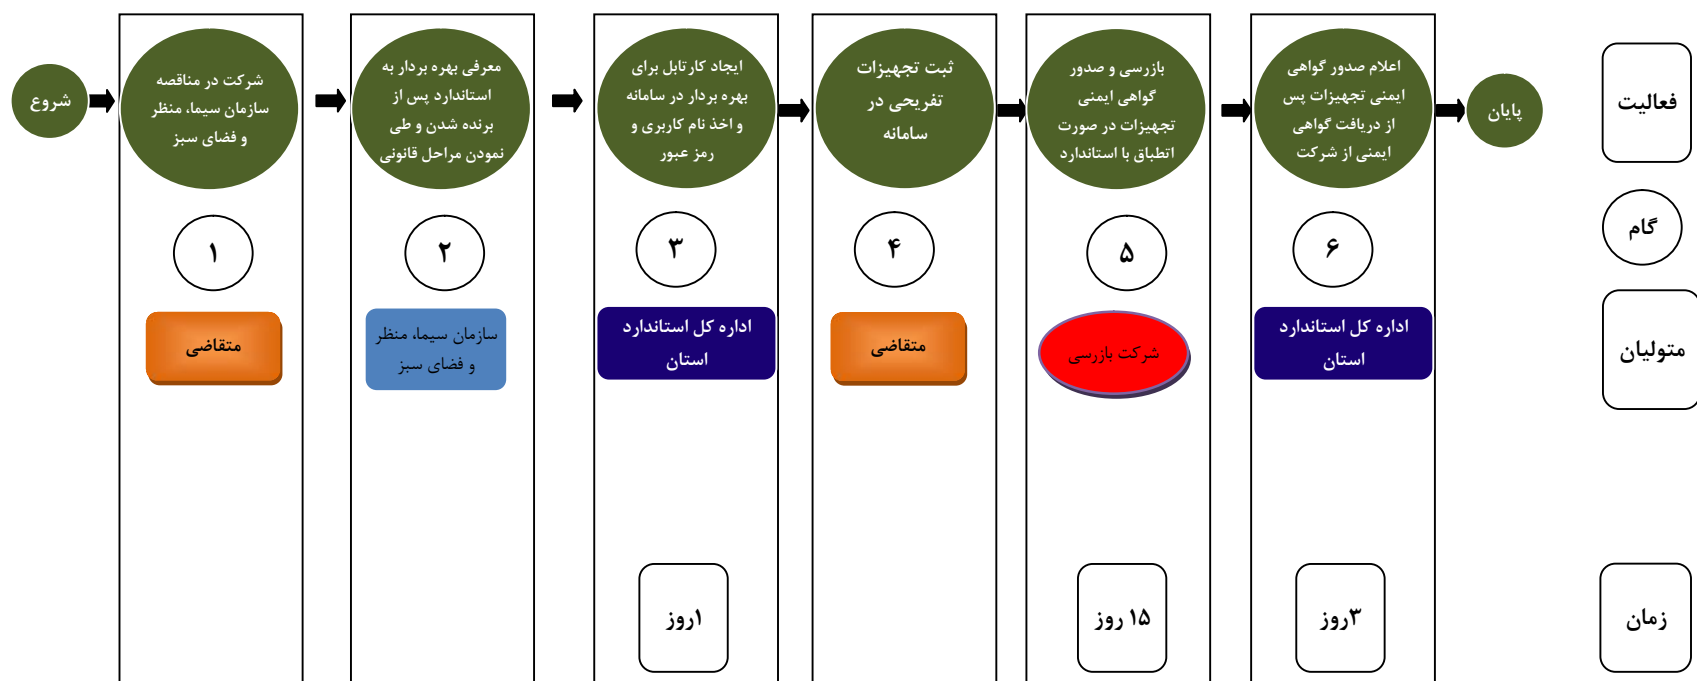 شروع
شرکت در مناقصه
سازمان سیما، منظر
و فضای سبز
معرفی بهره بردار به
استاندارد پس از
برنده شدن و طی
نمودن مراحل قانونی
ایجاد کارتابل برای
بهره بردار در سامانه
و اخذ نام کاربری و
رمز عبور
ثبت تجهیزات
تفریحی در
سامانه
بازرسی و صدور
گواهی ایمنی
تجهیزات در صورت
اتطباق با استاندارد
اعلام صدور گواهی
ایمنی تجهیزات پس
از دریافت گواهی
ایمنی از شرکت
پایان
فعالیت
۱
۲
۳
۴
۵
۶
گام
متقاضی
سازمان سیما، منظر
و فضای سبز
اداره کل استاندارد
استان
متقاضی
شرکت بازرسی
اداره کل استاندارد
استان
متولیان
۱روز
۱۵ روز
۳روز
زمان